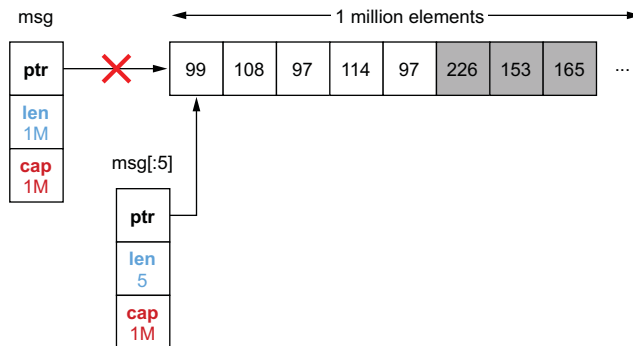 msg
1 million elements
ptr
99 108 97 114 97 226 153 165 ...
len
1M
cap
1M
msg[:5]
ptr
len
5
cap
1M